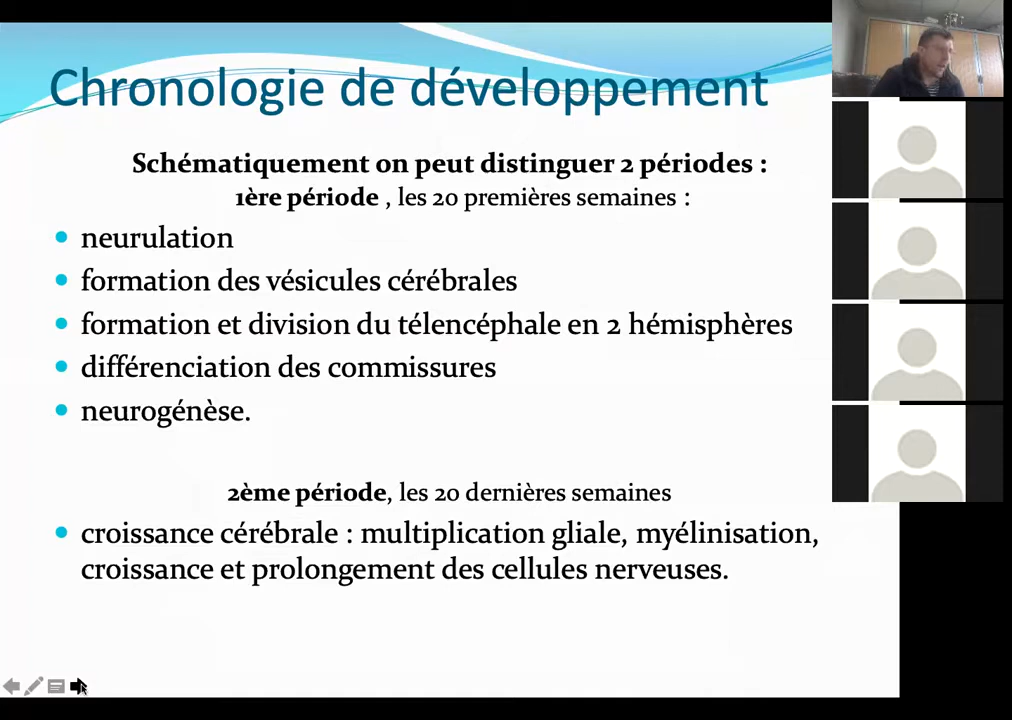 Chronologie de développement
Schématiquement on peut distinguer 2 périodes :
1ère période , les 20 premières semaines :
• neurulation
• formation des vésicules cérébrales
• formation et division du télencéphale en 2 hémisphères
• différenciation des commissures
• neurogénèse.
2ème période, les 20 dernières semaines
• croissance cérébrale : multiplication gliale, myélinisation,
croissance et prolongement des cellules nerveuses.